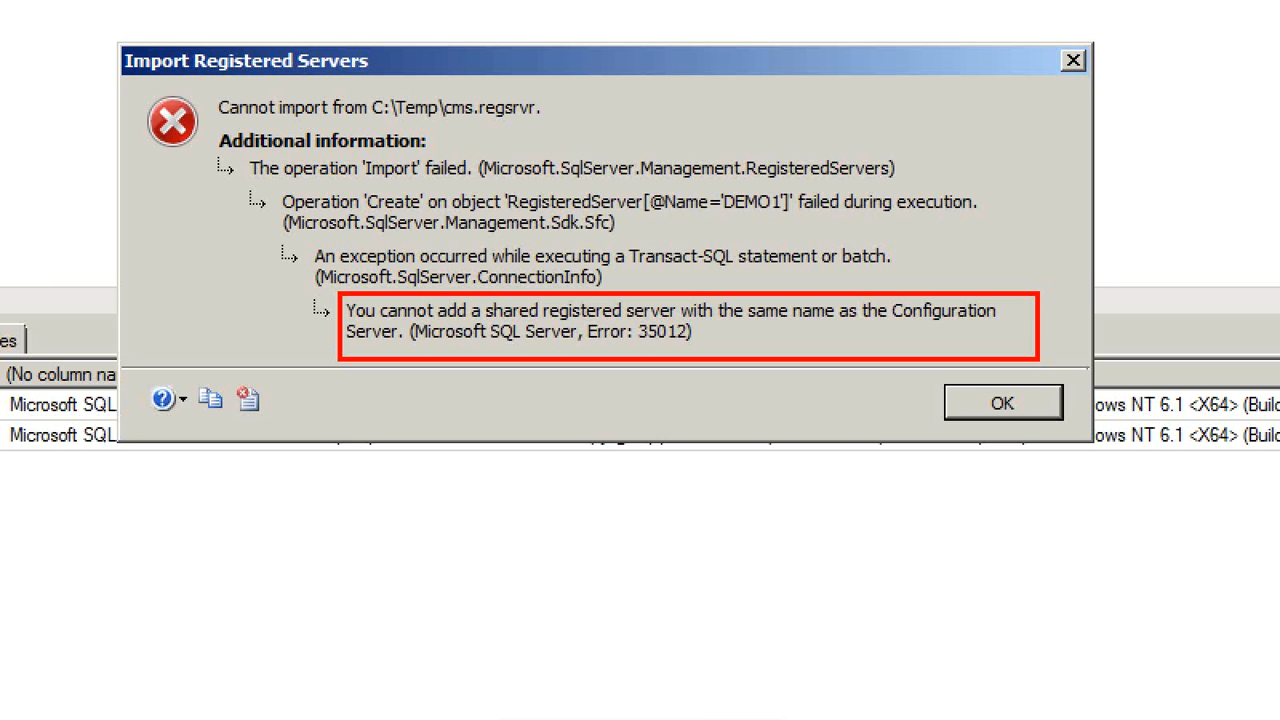 Import Registered Servers
Cannot import from C:\Temp\cms.regsrvr.
Additional information:
The operation 'Import' failed. (Microsoft.SqlServer.Management.RegisteredServers)
Operation 'Create' on object 'RegisteredServer[@Name='DEMO1']' failed during execution.
(Microsoft.SqlServer.Management.Sdk.Sfc)
An exception occurred while executing a Transact-SQL statement or batch.
(Microsoft.SqlServer.ConnectionInfo)
You cannot add a shared registered server with the same name as the Configuration
Server. (Microsoft SQL Server, Error: 35012)
es
(No column na
OK
Microsoft SQL ows NT 6.1 <X64> (Build
Microsoft SQL ows NT 6.1 <X64> (Build